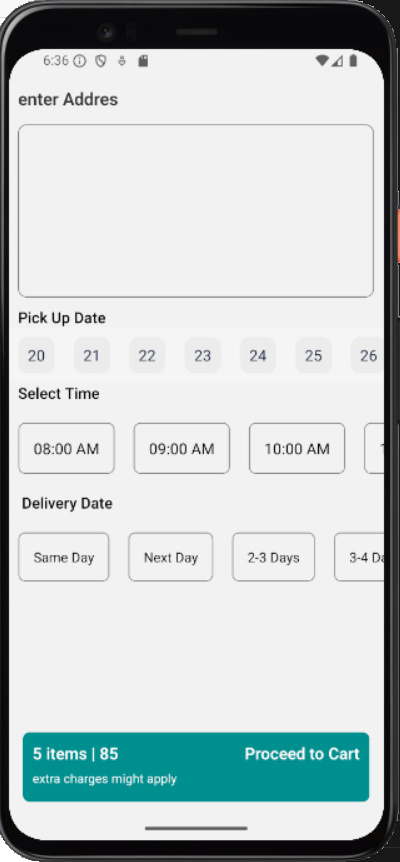 6:36
enter Addres
Pick Up Date
20 21 22 23 24 25 26
Select Time
08:00 AM 09:00 AM 10:00 AM
Delivery Date
Same Day Next Day 2-3 Days 3-4 Da
5 items | 85 Proceed to Cart
extra charges might apply